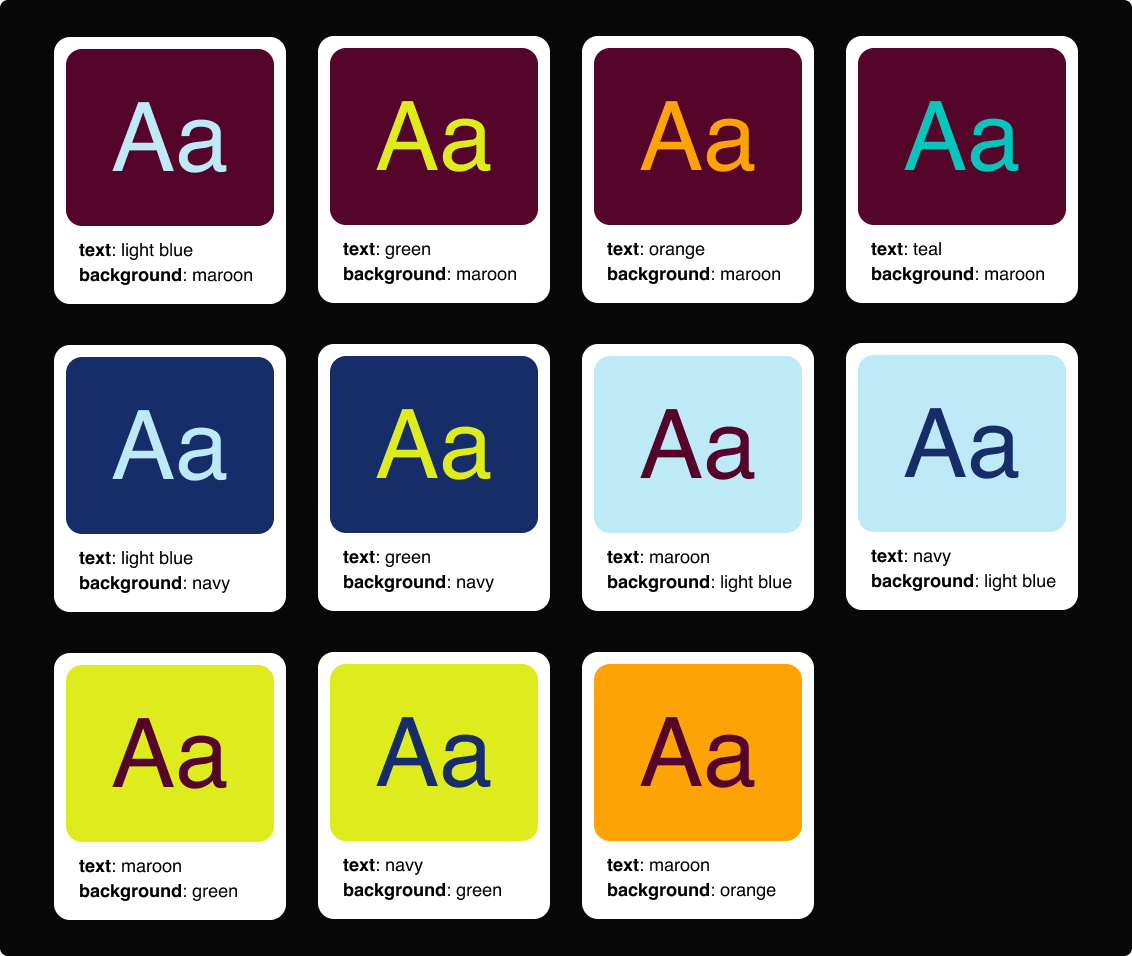 Aa
text: light blue
background: maroon
Aa
text: green
background: maroon
Aa
text: orange
background: maroon
Aa
text: teal
background: maroon
Aa
text: light blue
background: navy
Aa
text: green
background: navy
Aa
text: maroon
background: light blue
Aa
text: navy
background: light blue
Aa
text: maroon
background: green
Aa
text: navy
background: green
Aa
text: maroon
background: orange